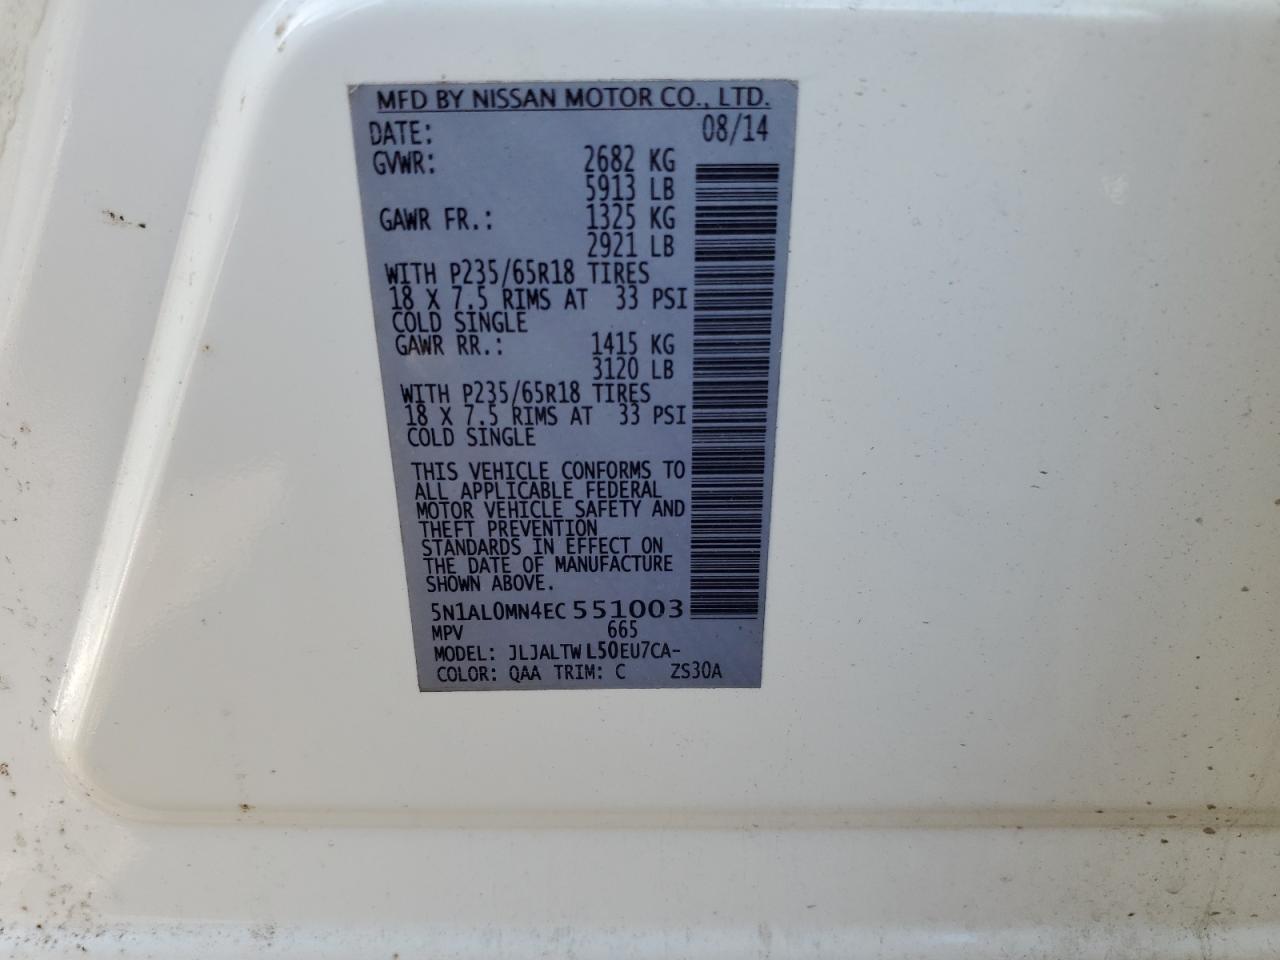 MFD BY NISSAN MOTOR CO., LTD.
DATE: 08/14
GVWR: 2682 KG
5913 LB
GAWR FR.: 1325 KG
2921 LB
WITH P235/65R18 TIRES
18 X 7.5 RIMS AT 33 PSI
COLD SINGLE
GAWR RR.: 1415 KG
3120 LB
WITH P235/65R18 TIRES
18 X 7.5 RIMS AT 33 PSI
COLD SINGLE
THIS VEHICLE CONFORMS TO
ALL APPLICABLE FEDERAL
MOTOR VEHICLE SAFETY AND
THEFT PREVENTION
STANDARDS IN EFFECT ON
THE DATE OF MANUFACTURE
SHOWN ABOVE.
5N1AL0MN4EC551003
MPV 665
MODEL: JLJALTWL50EU7CA-
COLOR: QAA TRIM: C ZS30A